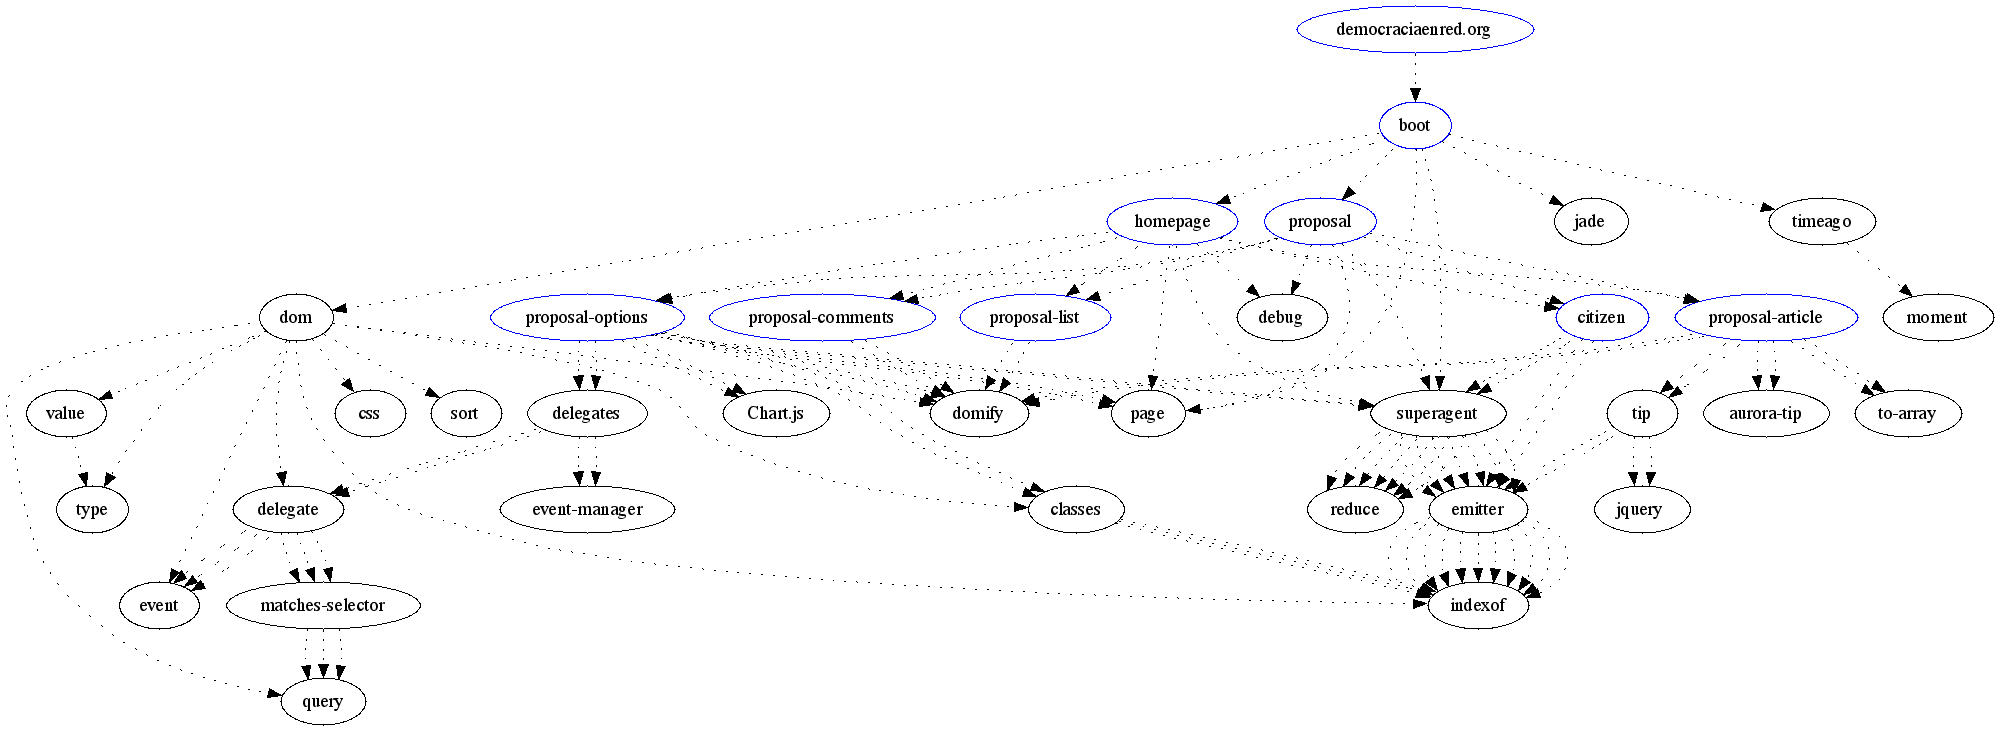 democraciaenred.org
boot
homepage
proposal
jade
timeago
dom
proposal-options
proposal-comments
proposal-list
debug
citizen
proposal-article
moment
value
css
sort
delegates
Chart.js
domify
page
superagent
tip
aurora-tip
to-array
type
delegate
event-manager
classes
reduce
emitter
jquery
event
matches-selector
indexof
query